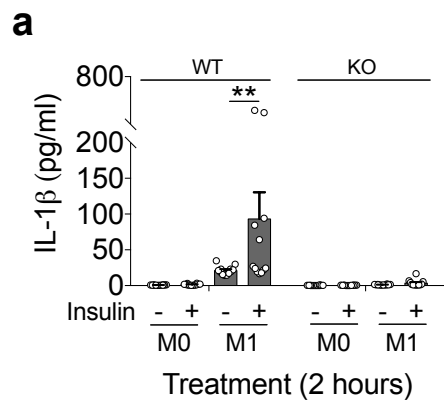 a
WT KO
800
**
200
150
100
50
0
IL-1β (pg/ml)
Insulin - + - + - + - +
M0 M1 M0 M1
Treatment (2 hours)